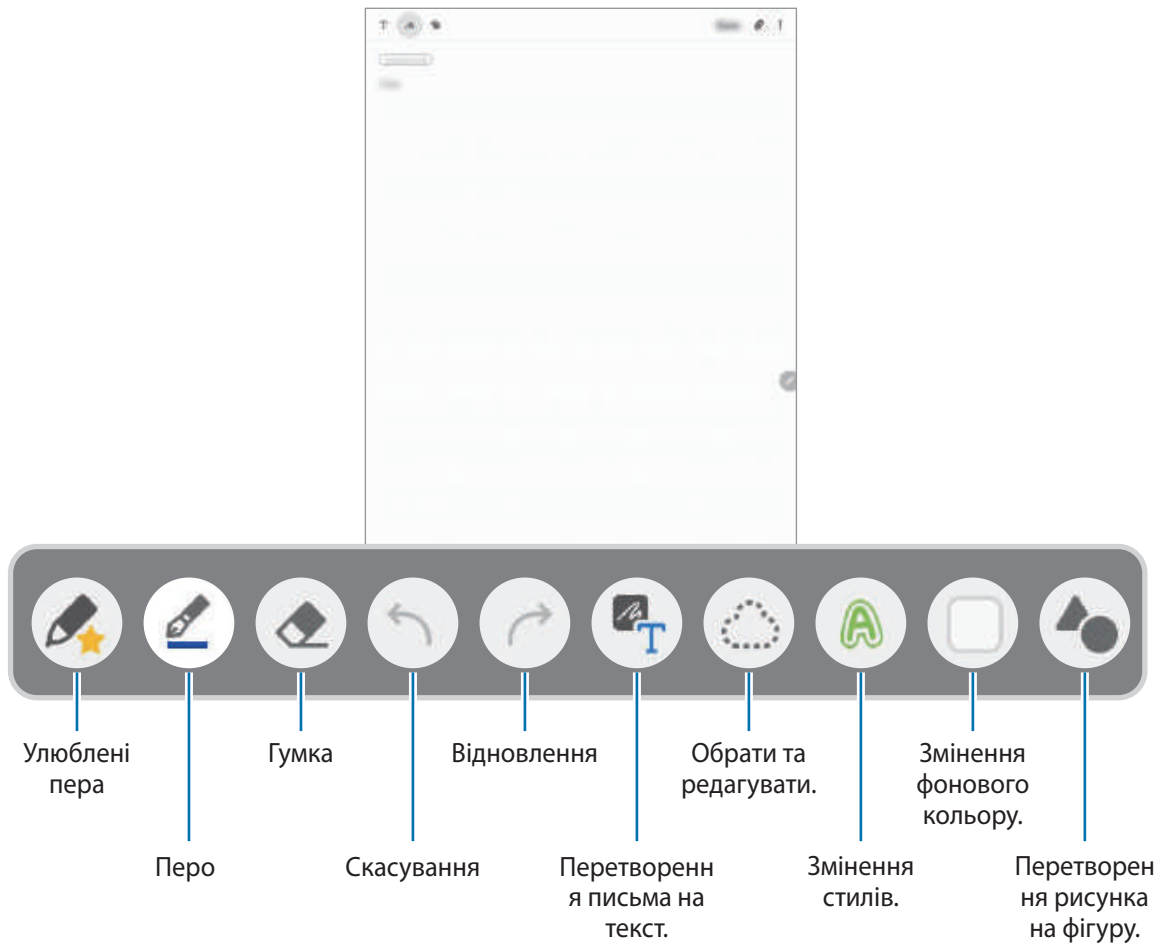 Улюблені
пера
Гумка
Відновлення
Обрати та
редагувати.
Змінення
фонового
кольору.
Перо
Скасування
Перетворенн
я письма на
текст.
Змінення
стилів.
Перетворен
ня рисунка
на фігуру.